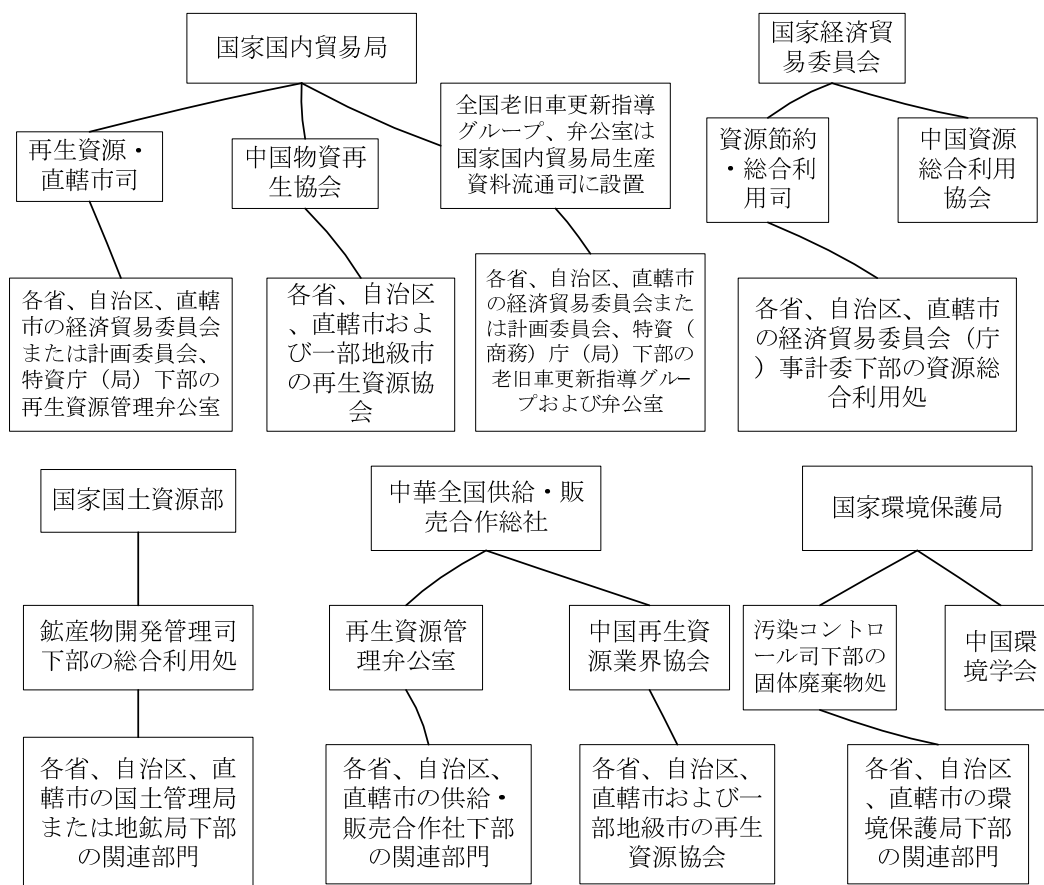 国家国内貿易局
国家経済貿
易委員会
再生資源・
直轄市司
中国物資再
生協会
全国老旧車更新指導
グループ、弁公室は
国家国内貿易局生産
資料流通司に設置
資源節約
・総合利
用司
中国資源
総合利用
協会
各省、自治区、直轄
市の経済貿易委員会
または計画委員会、
特資庁（局）下部の
再生資源管理弁公室
各省、自治区
、直轄市およ
び一部地級市
の再生資源協
会
各省、自治区、直轄市
の経済貿易委員会また
は計画委員会、特資（
商務）庁（局）下部の
老旧車更新指導グルー
プおよび弁公室
各省、自治区、直轄市
の経済貿易委員会（庁
）事計委下部の資源総
合利用処
国家国土資源部
中華全国供給・販
売合作総社
国家環境保護局
鉱産物開発管理司
下部の総合利用処
再生資源管
理弁公室
中国再生資
源業界協会
汚染コントロ
ール司下部の
固体廃棄物処
中国環
境学会
各省、自治区、直
轄市の国土管理局
または地鉱局下部
の関連部門
各省、自治区、
直轄市の供給・
販売合作社下部
の関連部門
各省、自治区、
直轄市および一
部地級市の再生
資源協会
各省、自治区
、直轄市の環
境保護局下部
の関連部門